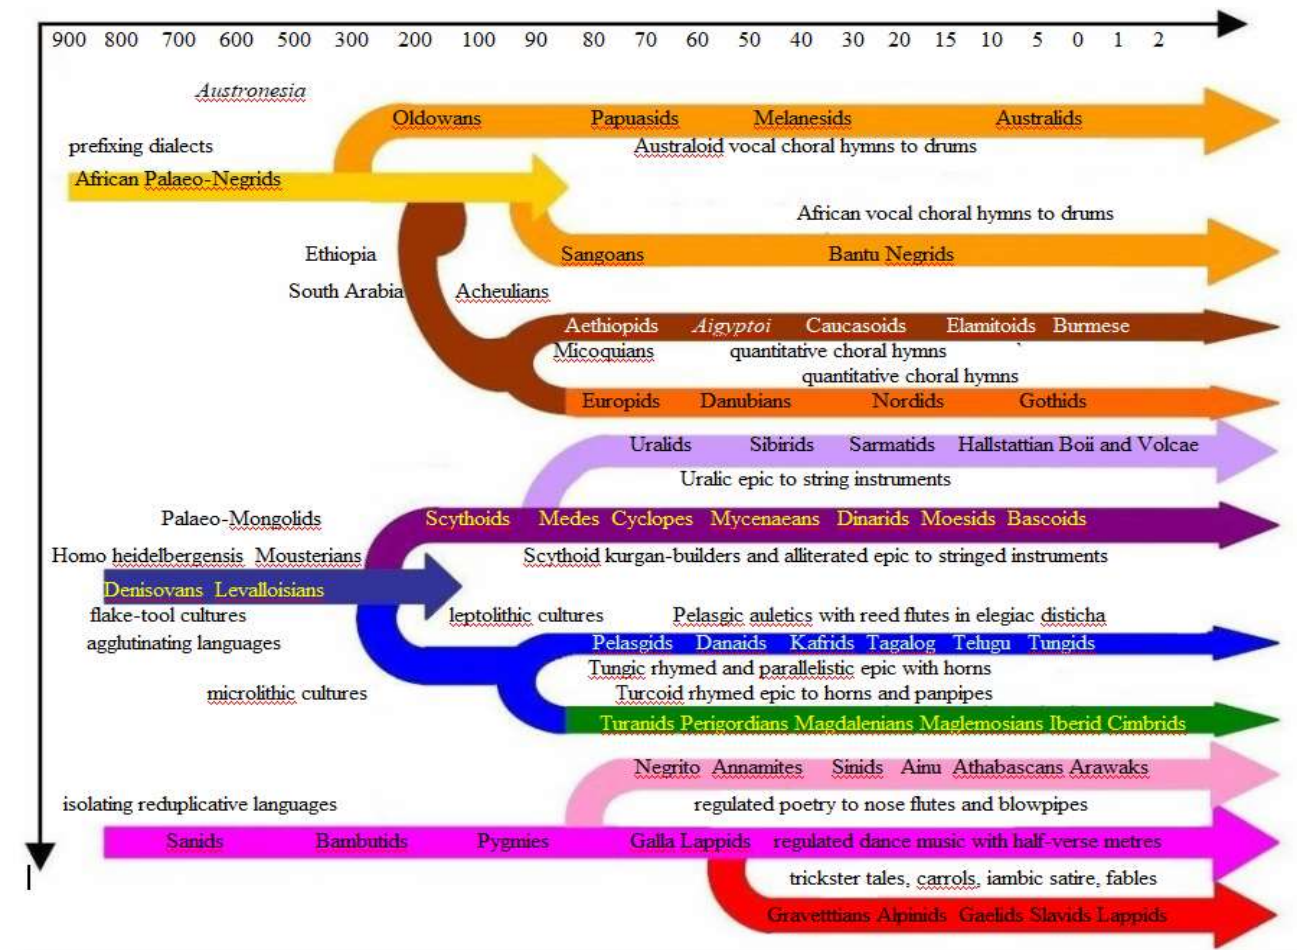 900 800 700 600 500 300 200 100 90 80 70 60 50 40 30 20 15 10 5 0 1 2
Austronesia
Oldowans Papuasids Melanesids Australids
prefixing dialects Australoid vocal choral hymns to drums
African Palaeo-Negrids
African vocal choral hymns to drums
Ethiopia Sangoans Bantu Negrids
South Arabia Acheulians
Aethiopids Aigyptoi Caucasoids Elamitoids Burmese
Micoquians quantitative choral hymns `
quantitative choral hymns
Europids Danubians Nordids Gothids
Uralids Sibirids Sarmatids Hallstattian Boii and Volcae
Uralic epic to string instruments
Palaeo-Mongolids Scythoids Medes Cyclopes Mycenaeans Dinarids Moesids Bascoids
Homo heidelbergensis Mousterians Scythoid kurgan-builders and alliterated epic to stringed instruments
Denisovans Levalloisians
flake-tool cultures leptolithic cultures Pelasgic auletics with reed flutes in elegiac disticha
agglutinating languages Pelasgids Danaids Kafrids Tagalog Telugu Tungids
Tungic rhymed and parallelistic epic with horns
microlithic cultures Turcoid rhymed epic to horns and panpipes
Turanids Perigordians Magdalenians Maglemosians Iberid Cimbrids
Negrito Annamites Sinids Ainu Athabascans Arawaks
isolating reduplicative languages regulated poetry to nose flutes and blowpipes
Sanids Bambutids Pygmies Galla Lappids regulated dance music with half-verse metres
trickster tales, carrols, iambic satire, fables
Gravetttians Alpinids Gaelids Slavids Lappids